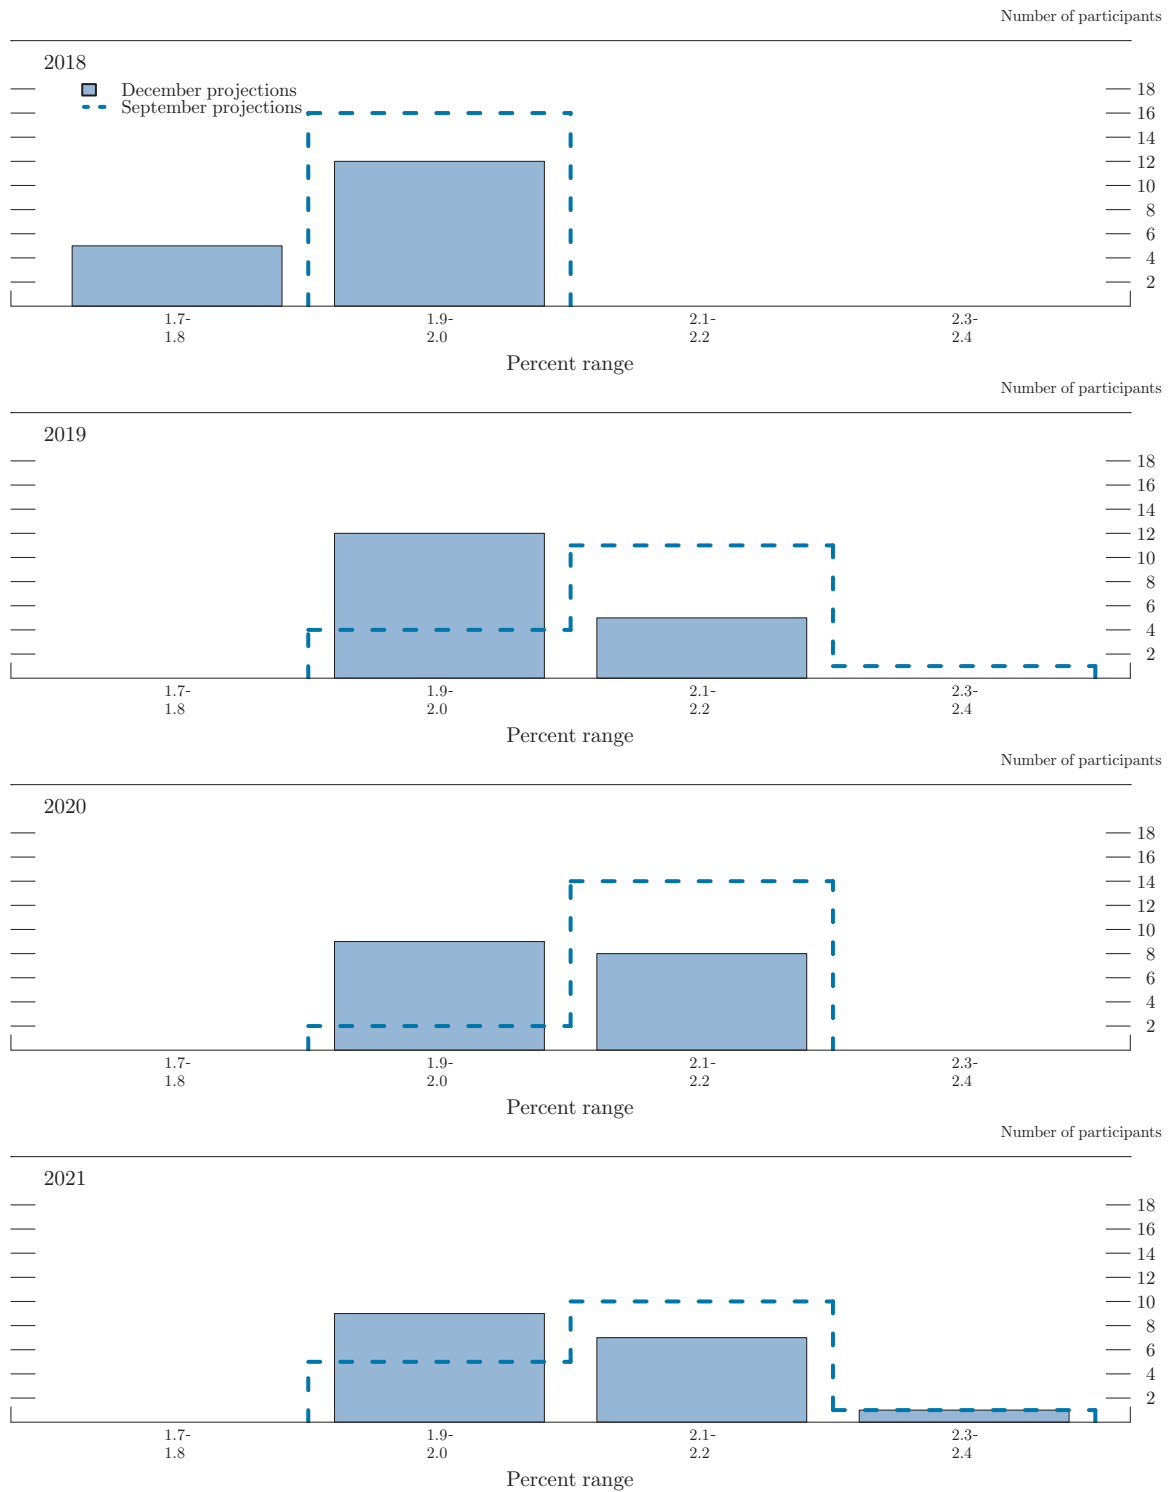 Number of participants
2018
December projections
September projections
18
16
14
12
10
8
6
4
2
1.7- 1.9- 2.1- 2.3-
1.8 2.0 2.2 2.4
Percent range
Number of participants
2019
18
16
14
12
10
8
6
4
2
1.7- 1.9- 2.1- 2.3-
1.8 2.0 2.2 2.4
Percent range
Number of participants
2020
18
16
14
12
10
8
6
4
2
1.7- 1.9- 2.1- 2.3-
1.8 2.0 2.2 2.4
Percent range
Number of participants
2021
18
16
14
12
10
8
6
4
2
1.7- 1.9- 2.1- 2.3-
1.8 2.0 2.2 2.4
Percent range